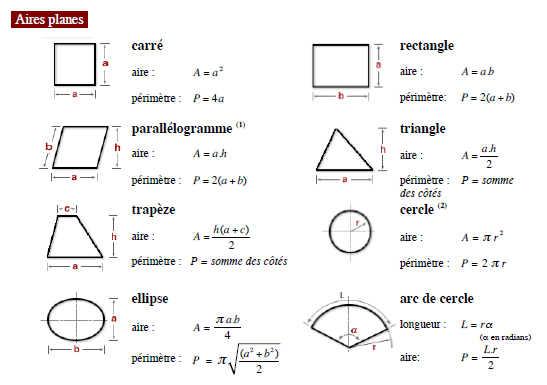 Aires planes
carré
a
a
aire : A = a²
périmètre : P = 4a
rectangle
a
b
aire : A = a b
périmètre: P = 2(a + b)
parallélogramme (1)
b
h
a
aire : A = a.h
périmètre : P = 2(a + b)
triangle
h
a
aire : A = a.h / 2
périmètre : P = somme
des côtés
trapèze
c
h
a
aire : A = h(a + c) / 2
périmètre : P = somme des côtés
cercle (2)
r
aire : A = π r²
périmètre : P = 2 π r
ellipse
a
b
aire : A = π a b / 4
périmètre : P = π √((a² + b²) / 2)
arc de cercle
L
α
r
longueur : L = rα
(α en radians)
aire: P = L.r / 2